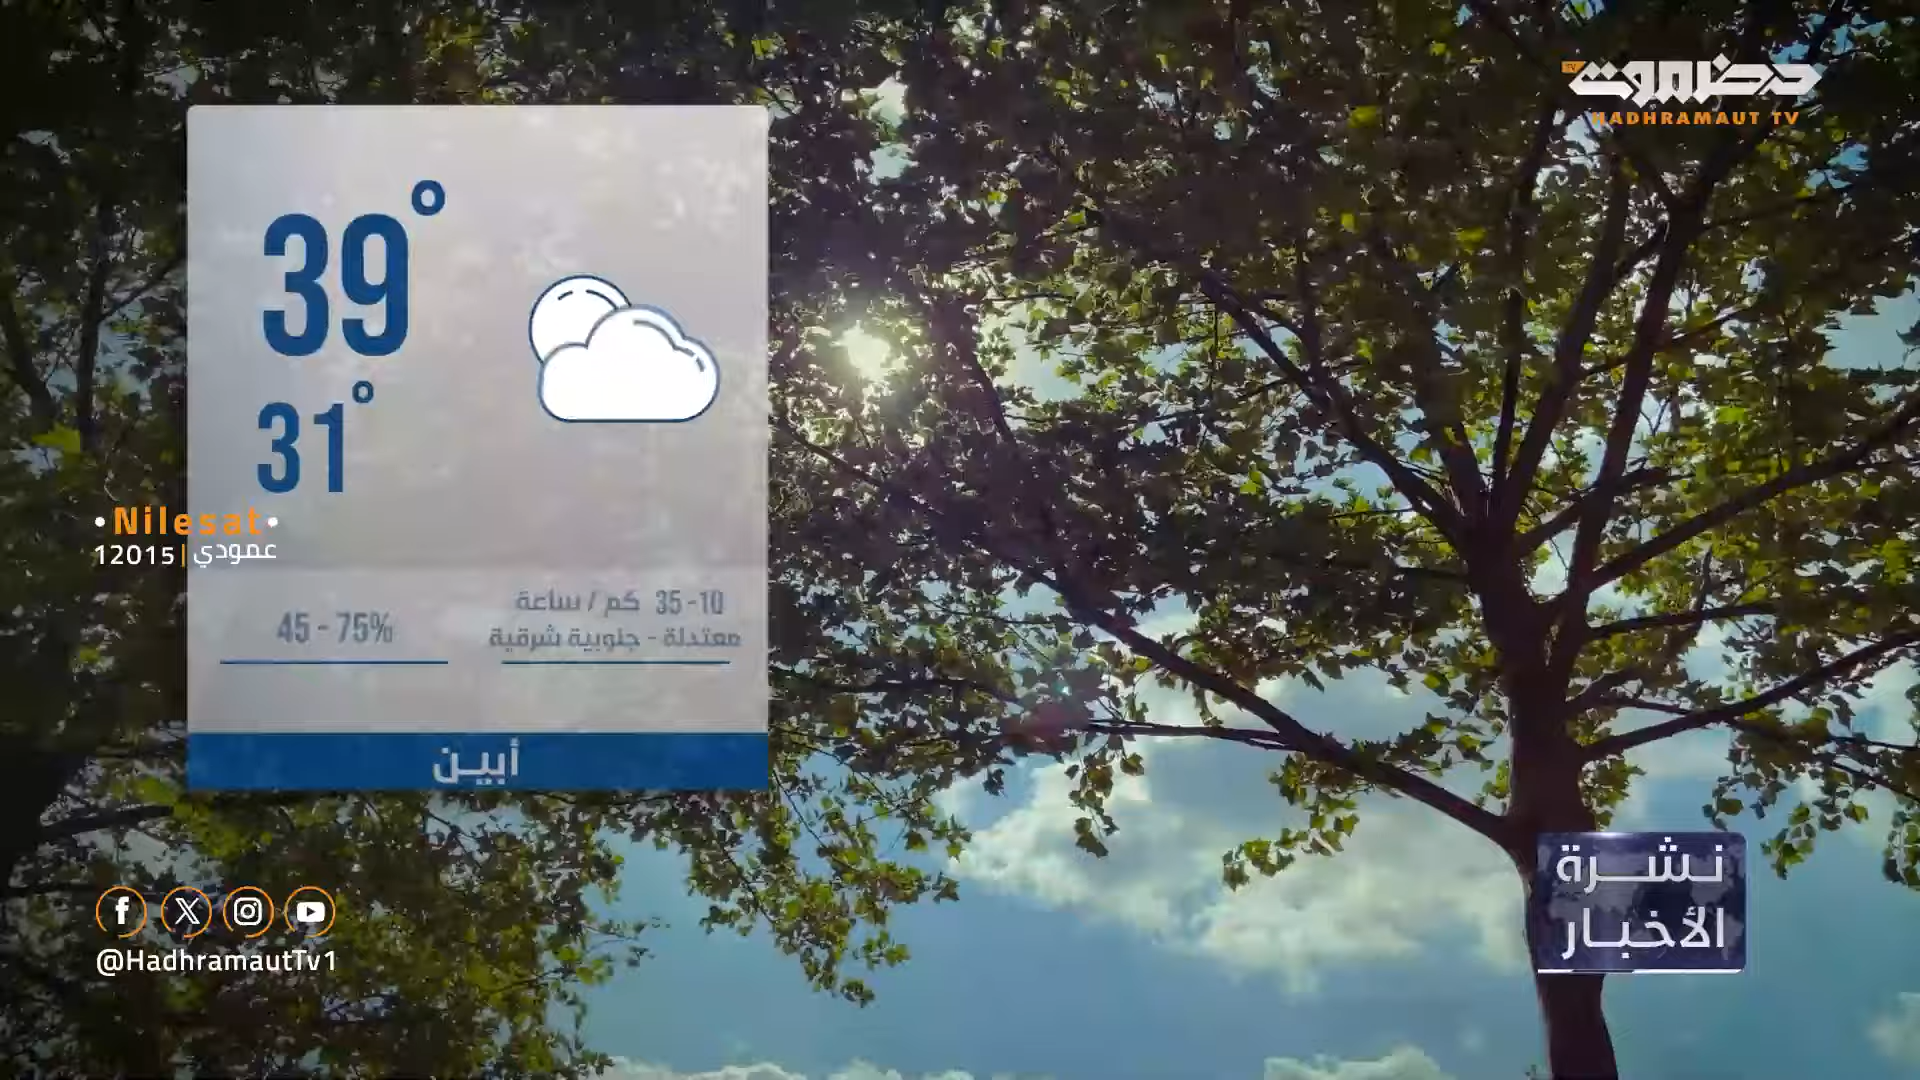 حضرموت
TV
HADHRAMAUT TV
39°
31°
•Nilesat•
12015|عمودي
35-10 كم / ساعة
معتدلة - جنوبية شرقية
45 - 75%
أبين
نشرة
الأخبار
@HadhramautTv1